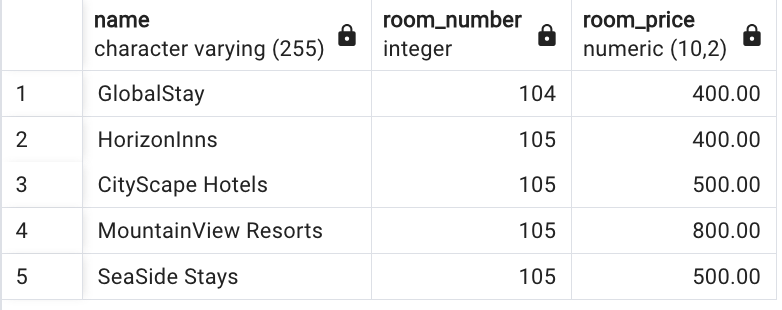 name room_number room_price
character varying (255) integer numeric (10,2)
1 GlobalStay 104 400.00
2 HorizonInns 105 400.00
3 CityScape Hotels 105 500.00
4 MountainView Resorts 105 800.00
5 SeaSide Stays 105 500.00